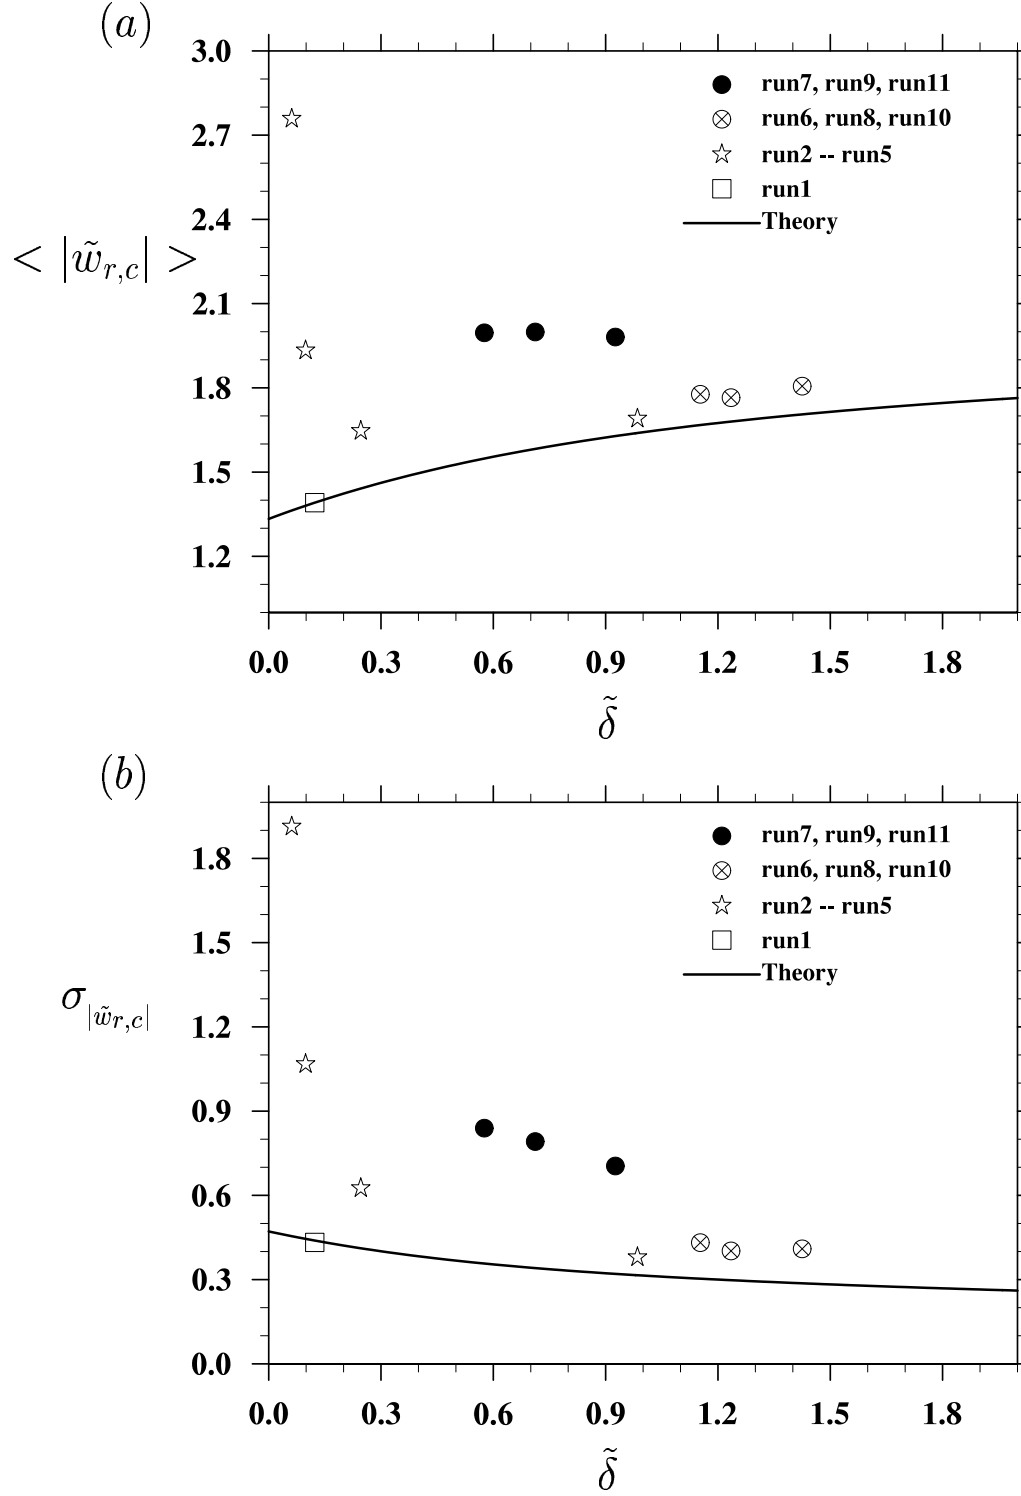 (a)
3.0
2.7
2.4
2.1
1.8
1.5
1.2
< |w̃r,c| >
run7, run9, run11
run6, run8, run10
run2 -- run5
run1
Theory
0.0 0.3 0.6 0.9 1.2 1.5 1.8
δ̃
(b)
1.8
1.5
1.2
0.9
0.6
0.3
0.0
σ|w̃r,c|
run7, run9, run11
run6, run8, run10
run2 -- run5
run1
Theory
0.0 0.3 0.6 0.9 1.2 1.5 1.8
δ̃